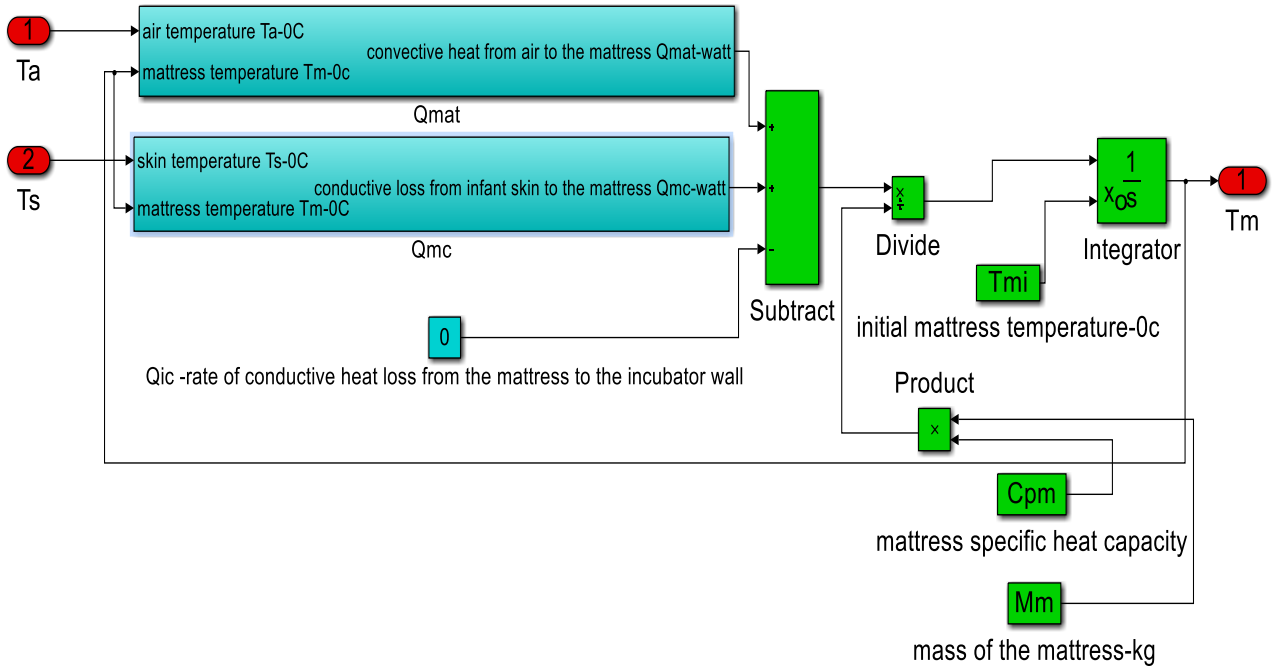 1
Ta
air temperature Ta-0C
mattress temperature Tm-0c
convective heat from air to the mattress Qmat-watt
Qmat
2
Ts
skin temperature Ts-0C
mattress temperature Tm-0C
conductive loss from infant skin to the mattress Qmc-watt
Qmc
0
Qic -rate of conductive heat loss from the mattress to the incubator wall
+
+
-
Subtract
×
÷
Divide
1
s
xo
Integrator
1
Tm
Tmi
initial mattress temperature-0c
Product
×
Cpm
mattress specific heat capacity
Mm
mass of the mattress-kg